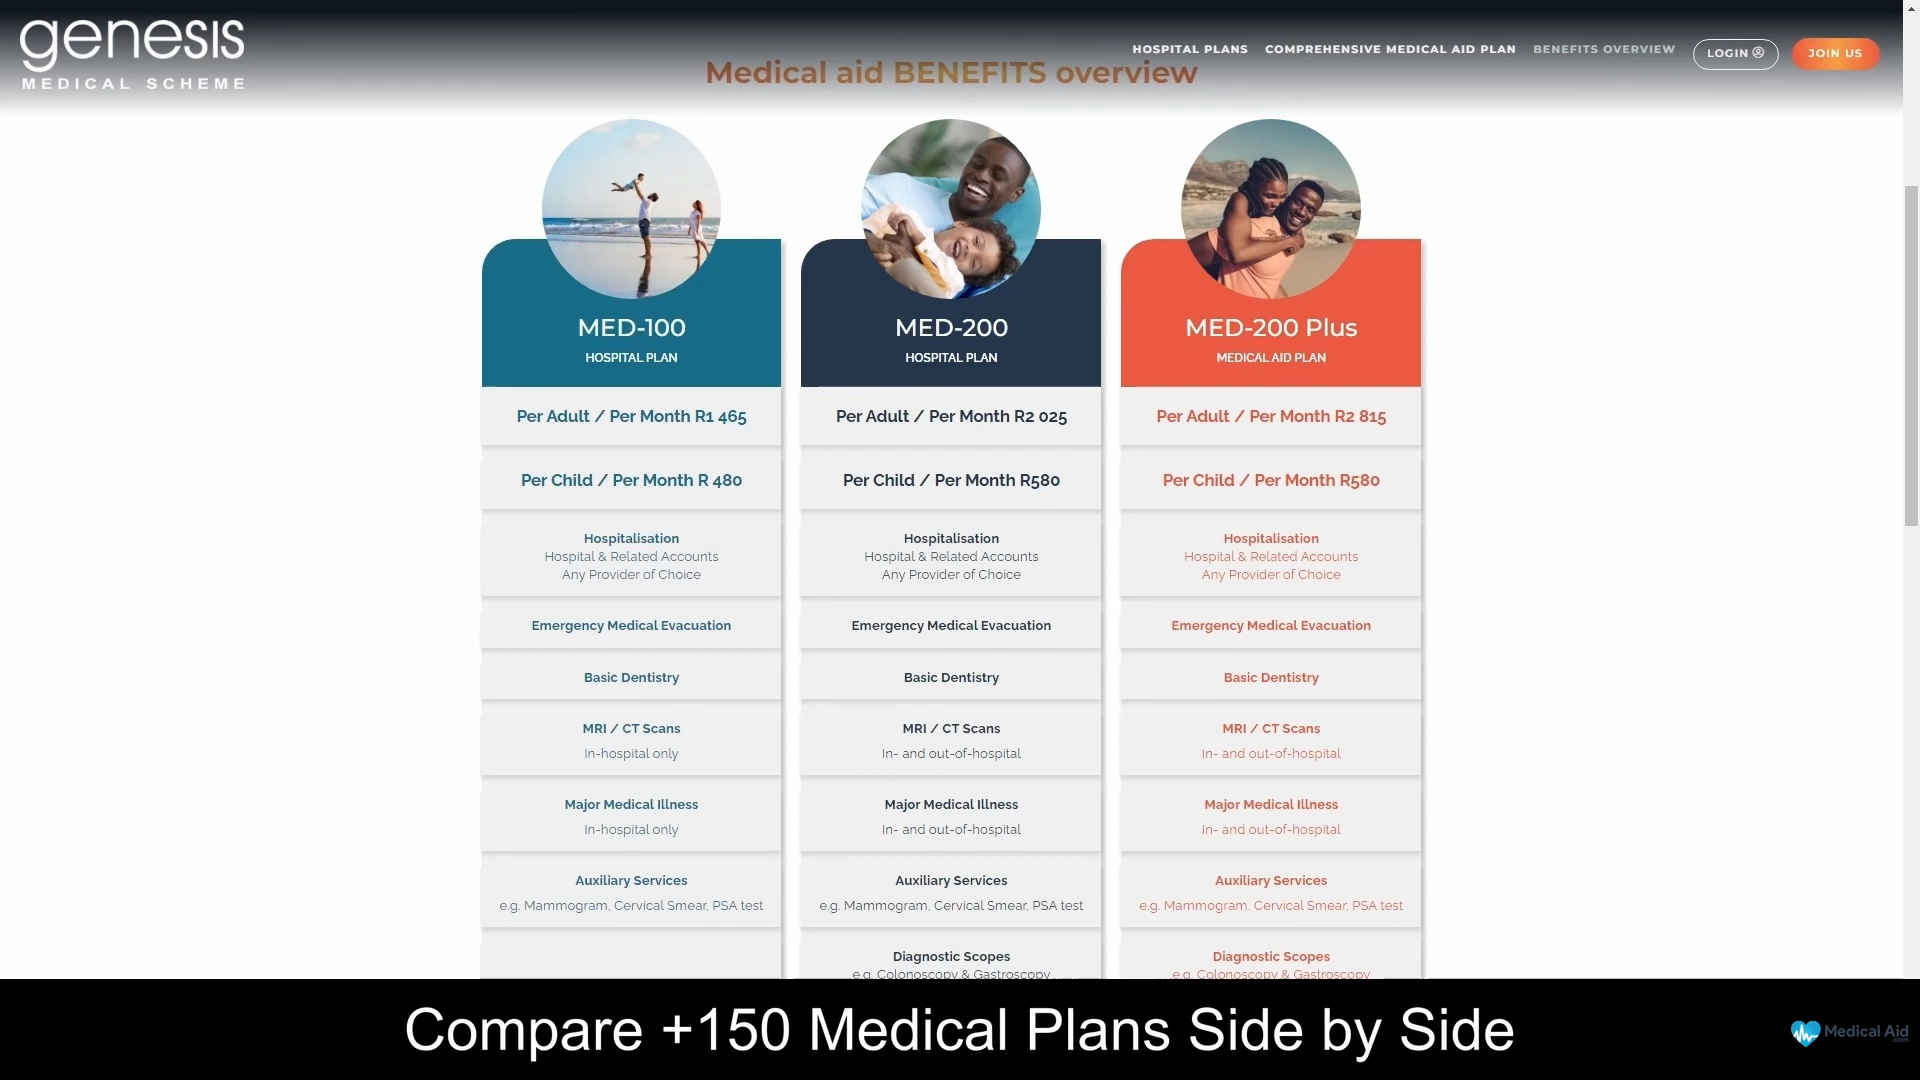 genesis
MEDICAL SCHEME
HOSPITAL PLANS
COMPREHENSIVE MEDICAL AID PLAN
BENEFITS OVERVIEW
LOGIN
JOIN US
Medical aid BENEFITS overview
MED-100
HOSPITAL PLAN
Per Adult / Per Month R1 465
Per Child / Per Month R 480
Hospitalisation
Hospital & Related Accounts
Any Provider of Choice
Emergency Medical Evacuation
Basic Dentistry
MRI / CT Scans
In-hospital only
Major Medical Illness
In-hospital only
Auxiliary Services
e.g. Mammogram, Cervical Smear, PSA test
MED-200
HOSPITAL PLAN
Per Adult / Per Month R2 025
Per Child / Per Month R580
Hospitalisation
Hospital & Related Accounts
Any Provider of Choice
Emergency Medical Evacuation
Basic Dentistry
MRI / CT Scans
In- and out-of-hospital
Major Medical Illness
In- and out-of-hospital
Auxiliary Services
e.g. Mammogram, Cervical Smear, PSA test
Diagnostic Scopes
e.g. Colonoscopy & Gastroscopy
MED-200 Plus
MEDICAL AID PLAN
Per Adult / Per Month R2 815
Per Child / Per Month R580
Hospitalisation
Hospital & Related Accounts
Any Provider of Choice
Emergency Medical Evacuation
Basic Dentistry
MRI / CT Scans
In- and out-of-hospital
Major Medical Illness
In- and out-of-hospital
Auxiliary Services
e.g. Mammogram, Cervical Smear, PSA test
Diagnostic Scopes
e.g. Colonoscopy & Gastroscopy
Compare +150 Medical Plans Side by Side
Medical Aid
.com